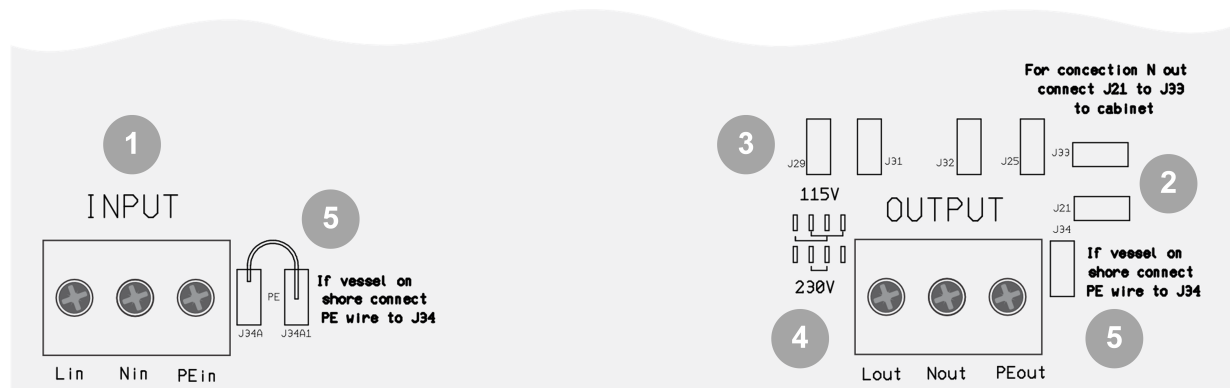 For concection N out
connect J21 to J33
to cabinet
1
3
J29
J31
J32
J25
J33
2
INPUT
5
115V
OUTPUT
J21
J34
If vessel on
shore connect
PE wire to J34
PE
J34A
J34A1
230V
If vessel on
shore connect
PE wire to J34
4
5
Lin
Nin
PEin
Lout
Nout
PEout